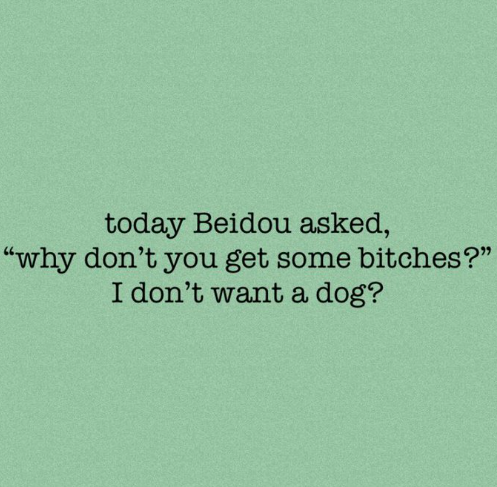 today Beidou asked,
“why don’t you get some bitches?”
I don’t want a dog?